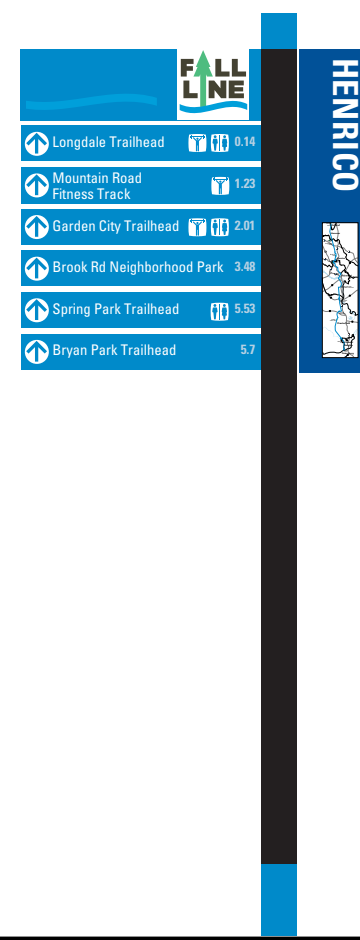 FALL
LINE
HENRICO
Longdale Trailhead 0.14
Mountain Road
Fitness Track 1.23
Garden City Trailhead 2.01
Brook Rd Neighborhood Park 3.48
Spring Park Trailhead 5.53
Bryan Park Trailhead 5.7